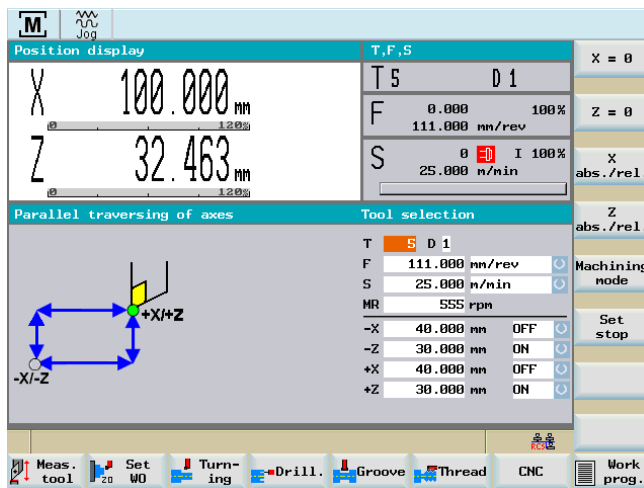 M
Jog
Position display
T,F,S
X = 0
X 100.000 mm
0 120%
T 5 D 1
F 0.000 100%
111.000 mm/rev
Z = 0
Z 32.463 mm
0 120%
S 0 I 100%
25.000 m/min
X
abs./rel
Z
abs./rel
Parallel traversing of axes
Tool selection
T 5 D 1
F 111.000 mm/rev
S 25.000 m/min
MR 555 rpm
-X 40.000 mm OFF
-Z 30.000 mm ON
+X 40.000 mm OFF
+Z 30.000 mm ON
+X/+Z
-X/-Z
Machining
mode
Set
stop
RCS
Meas.
tool
Z0
Set
WO
Turn-
ing
Drill.
Groove
Thread
CNC
Work
prog.